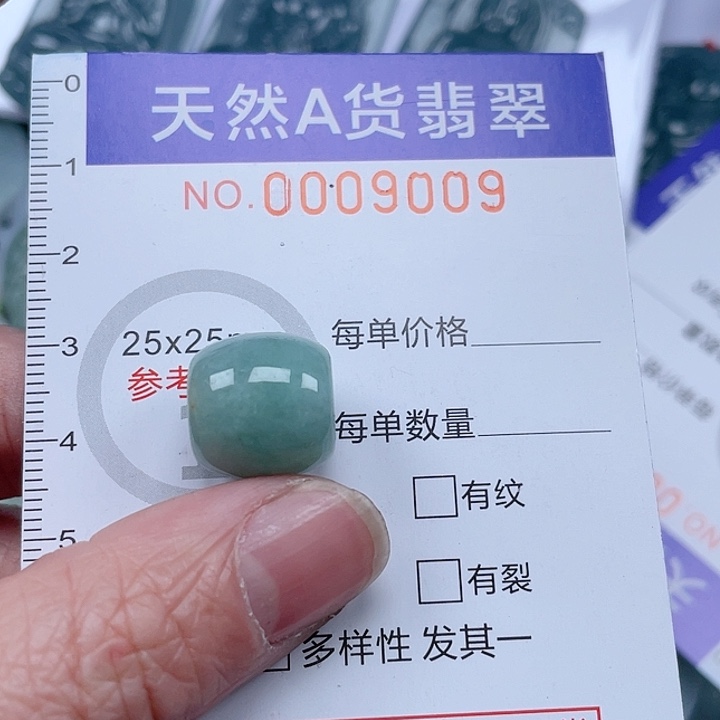 天然A货翡翠
NO.0009009
0
1
2
3
4
5
25x25
参考
每单价格
每单数量
有纹
有裂
多样性 发其一